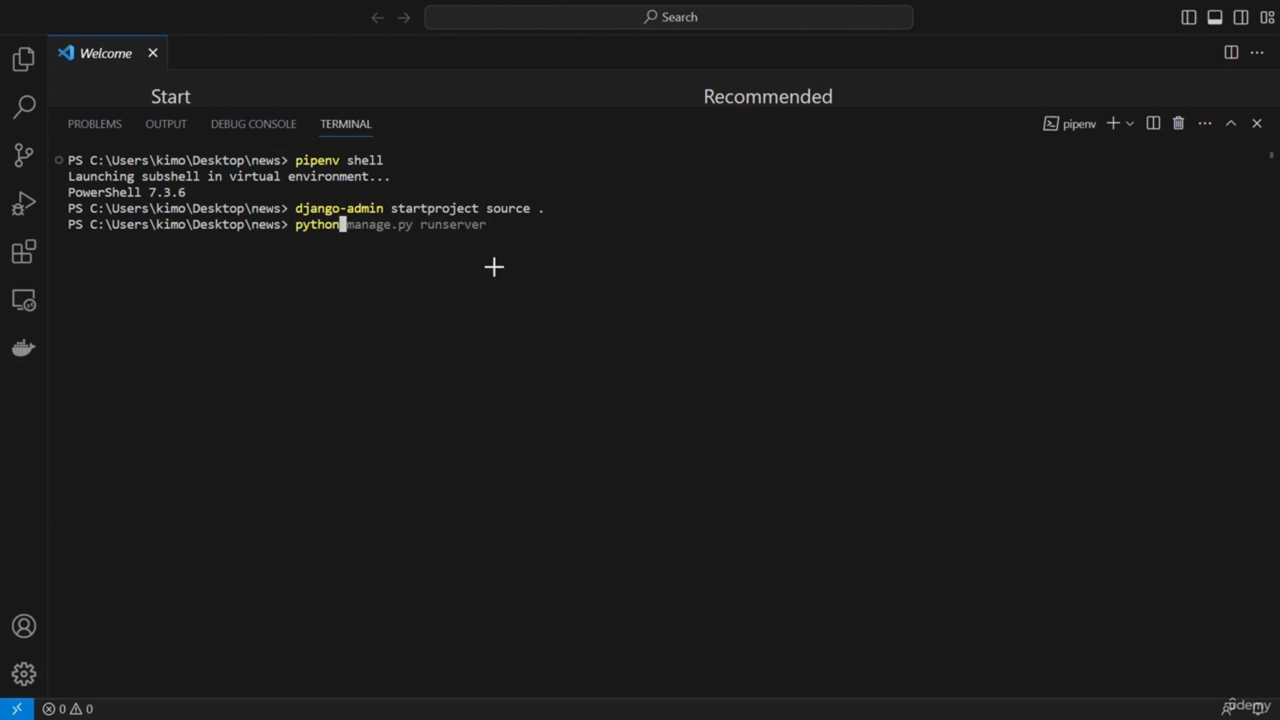 Search
Welcome
Start
Recommended
PROBLEMS OUTPUT DEBUG CONSOLE TERMINAL
pipenv
PS C:\Users\kimo\Desktop\news> pipenv shell
Launching subshell in virtual environment...
PowerShell 7.3.6
PS C:\Users\kimo\Desktop\news> django-admin startproject source .
PS C:\Users\kimo\Desktop\news> python manage.py runserver
0 0
udemy